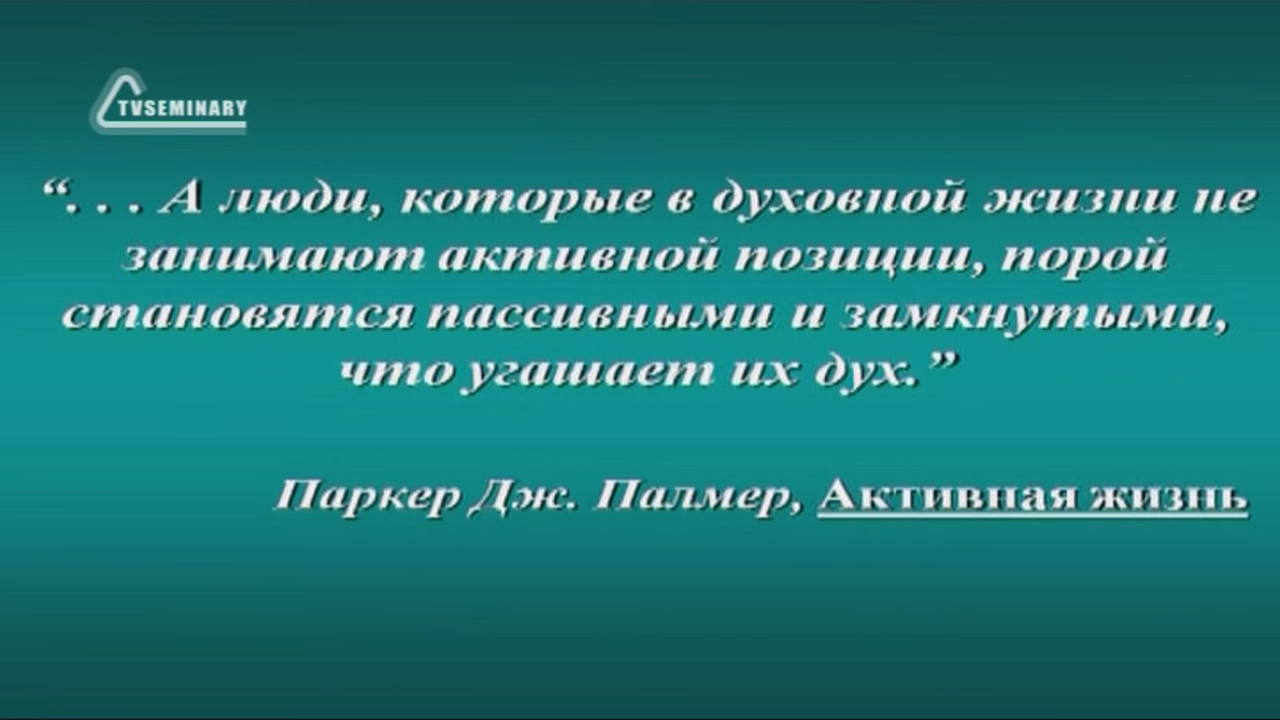 TVSEMINARY
“. . . А люди, которые в духовной жизни не
занимают активной позиции, порой
становятся пассивными и замкнутыми,
что угашает их дух.”
Паркер Дж. Палмер, Активная жизнь